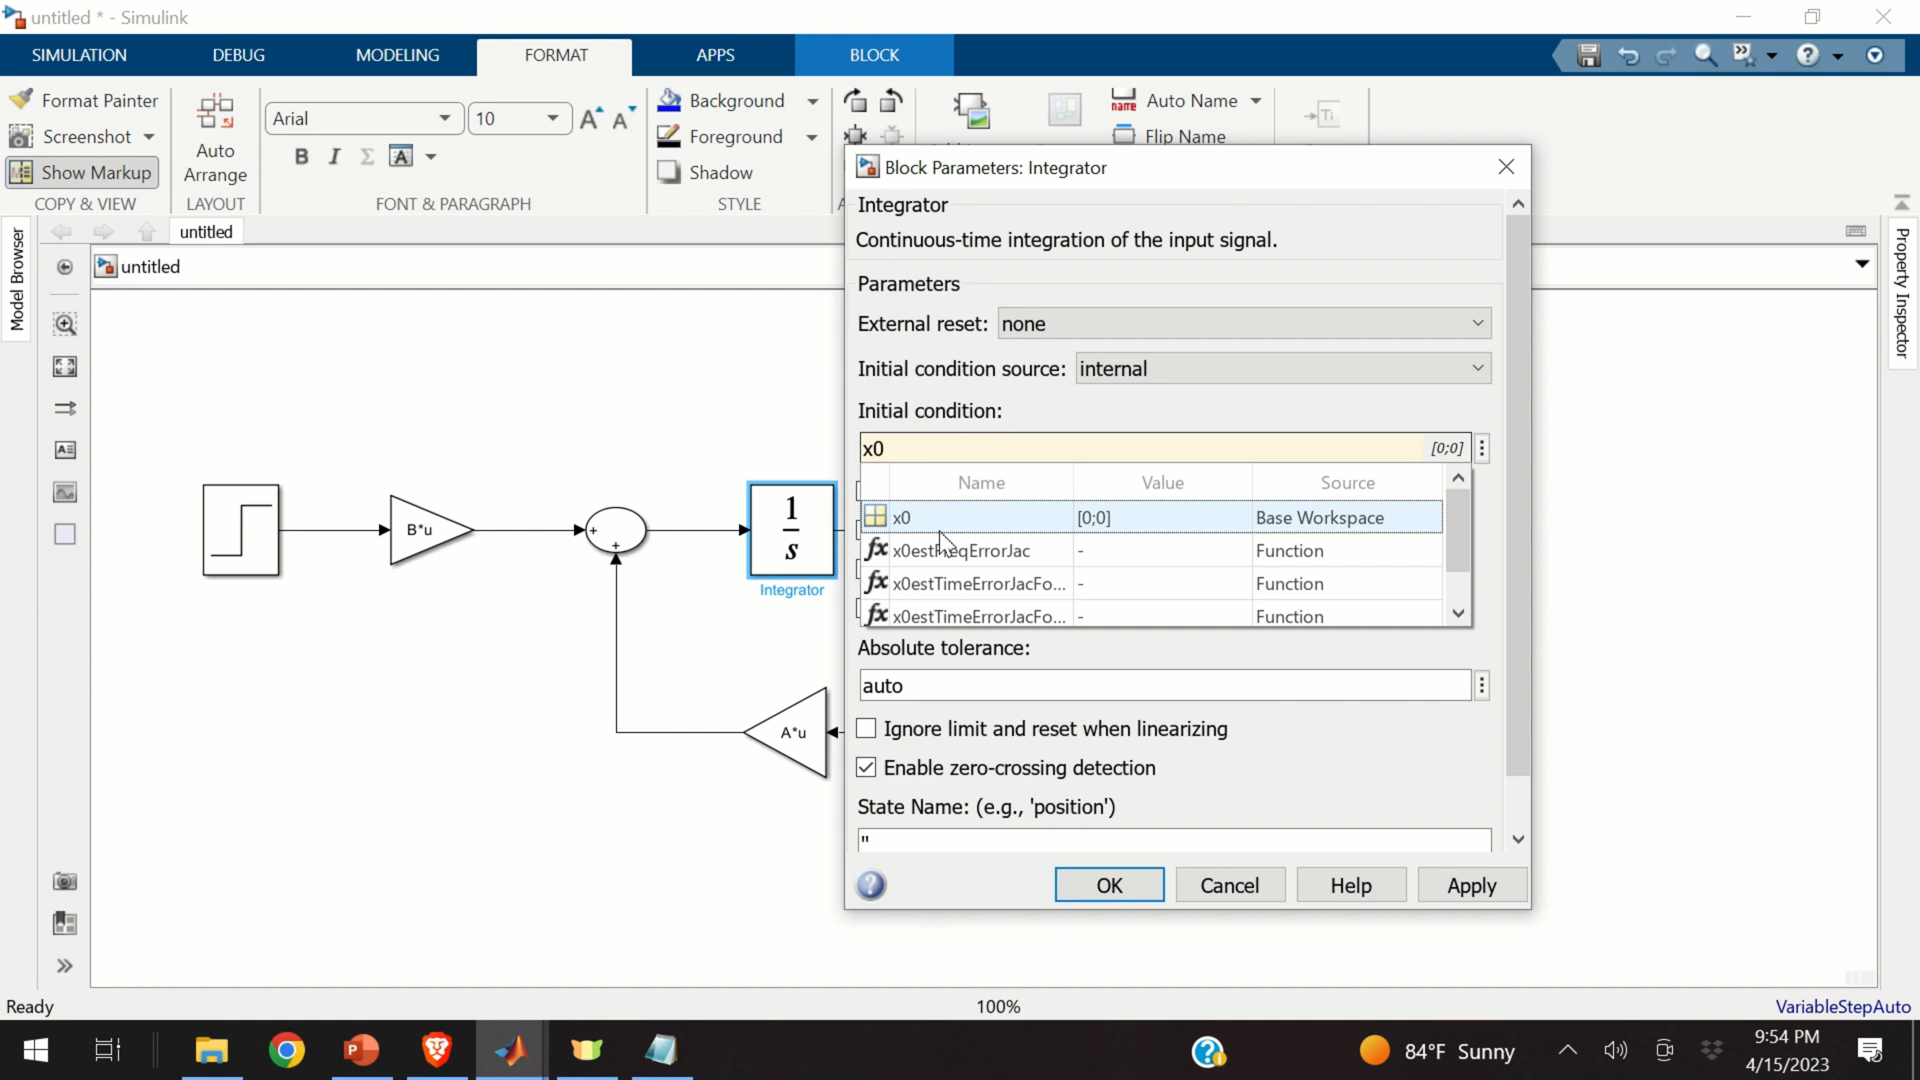 untitled * - Simulink
SIMULATION DEBUG MODELING FORMAT APPS BLOCK
Format Painter
Screenshot
Show Markup
COPY & VIEW
Auto
Arrange
LAYOUT
Arial 10
B I Σ A
FONT & PARAGRAPH
Background
Foreground
Shadow
STYLE
name Auto Name
Flip Name
Model Browser
untitled
untitled
Property Inspector
B*u
+
+
1
s
Integrator
A*u
Block Parameters: Integrator
Integrator
Continuous-time integration of the input signal.
Parameters
External reset: none
Initial condition source: internal
Initial condition:
x0 [0;0]
Name Value Source
x0 [0;0] Base Workspace
fx x0estFreqErrorJac - Function
fx x0estTimeErrorJacFo... - Function
fx x0estTimeErrorJacFo... - Function
Absolute tolerance:
auto
Ignore limit and reset when linearizing
Enable zero-crossing detection
State Name: (e.g., 'position')
''
OK Cancel Help Apply
Ready 100% VariableStepAuto
84°F Sunny
9:54 PM
4/15/2023